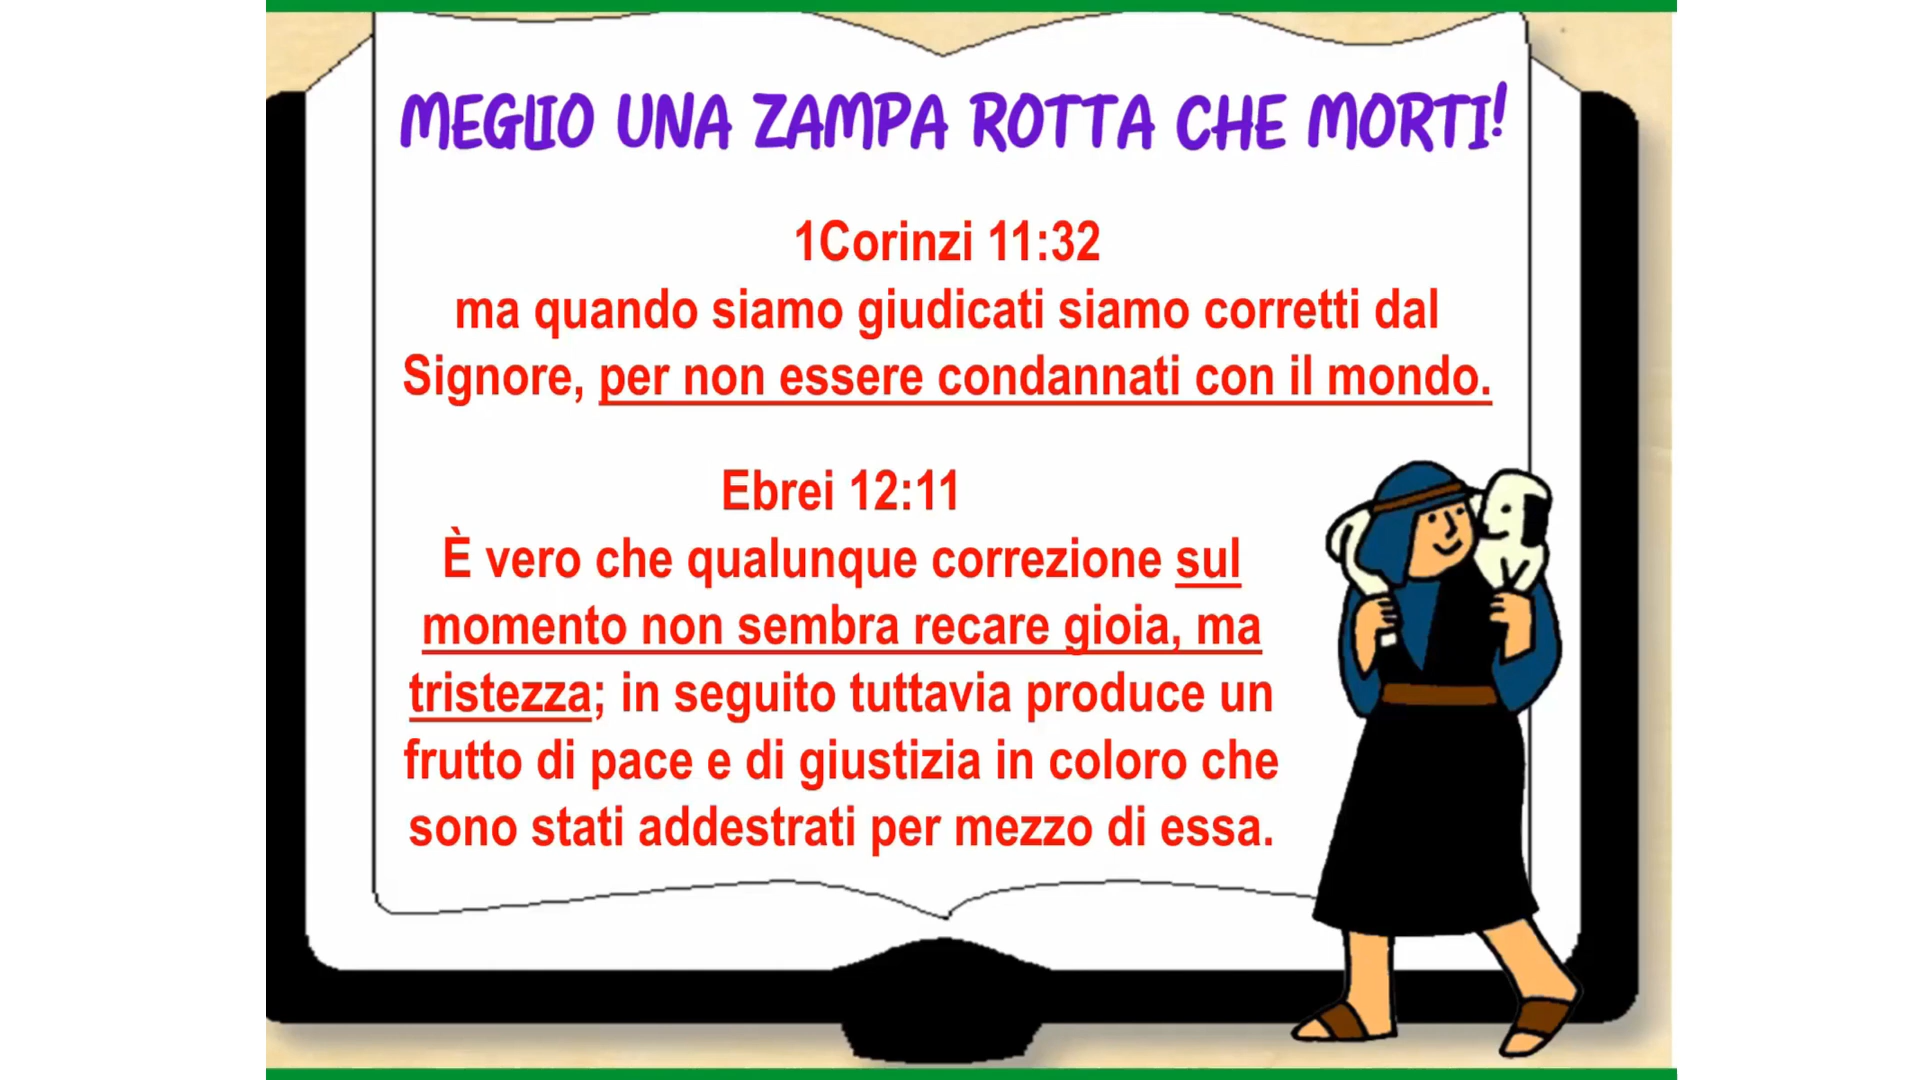 MEGLIO UNA ZAMPA ROTTA CHE MORTI!
1Corinzi 11:32
ma quando siamo giudicati siamo corretti dal
Signore, per non essere condannati con il mondo.
Ebrei 12:11
È vero che qualunque correzione sul
momento non sembra recare gioia, ma
tristezza; in seguito tuttavia produce un
frutto di pace e di giustizia in coloro che
sono stati addestrati per mezzo di essa.